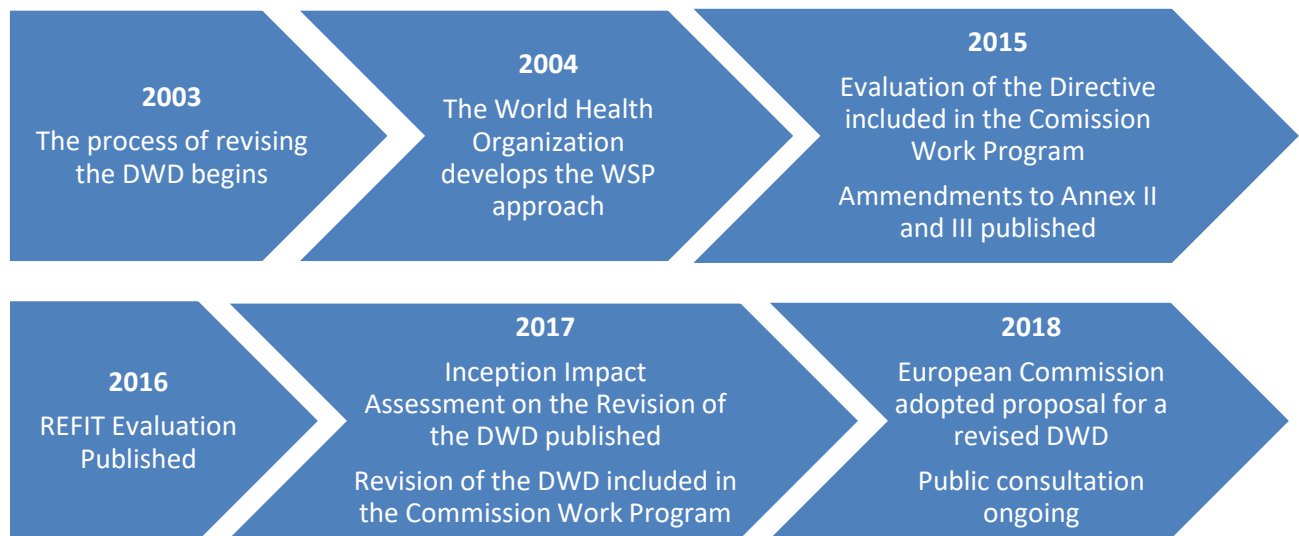 2003
The process of revising
the DWD begins
2004
The World Health
Organization
develops the WSP
approach
2015
Evaluation of the Directive
included in the Comission
Work Program
Ammendments to Annex II
and III published
2016
REFIT Evaluation
Published
2017
Inception Impact
Assessment on the Revision of
the DWD published
Revision of the DWD included in
the Commission Work Program
2018
European Commission
adopted proposal for a
revised DWD
Public consultation
ongoing